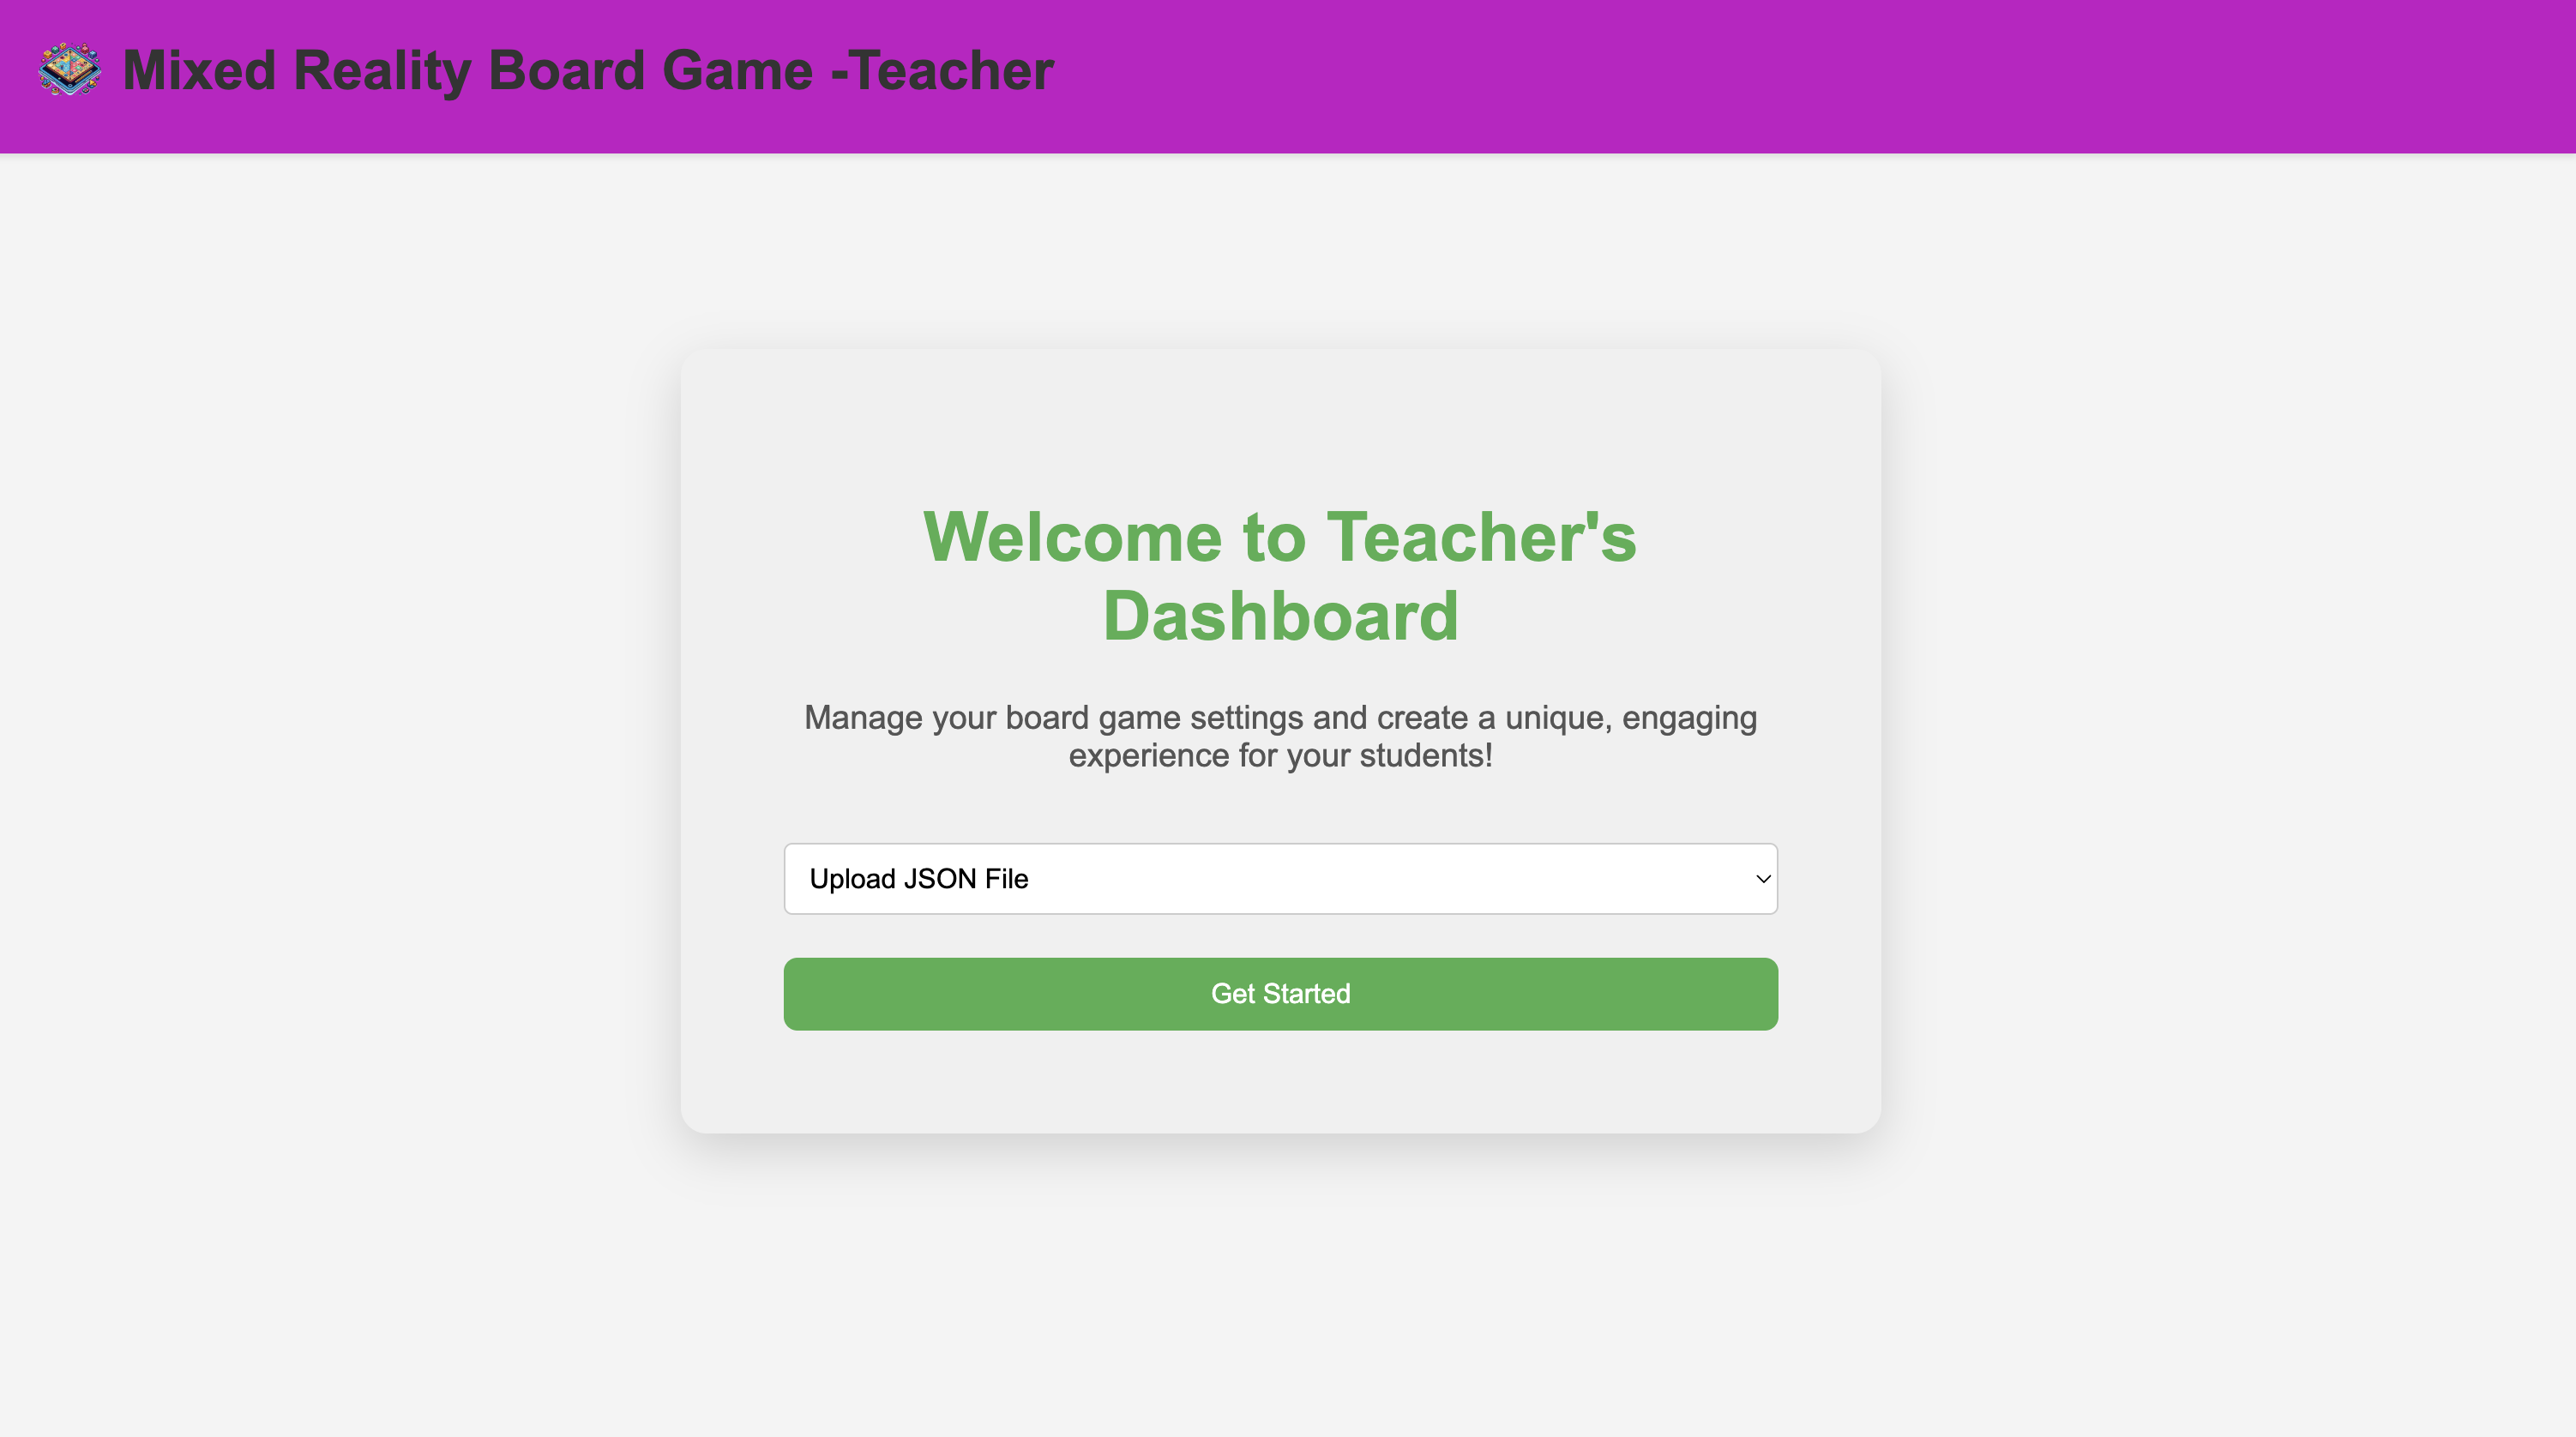 Mixed Reality Board Game -Teacher
Welcome to Teacher's
Dashboard
Manage your board game settings and create a unique, engaging
experience for your students!
Upload JSON File
Get Started